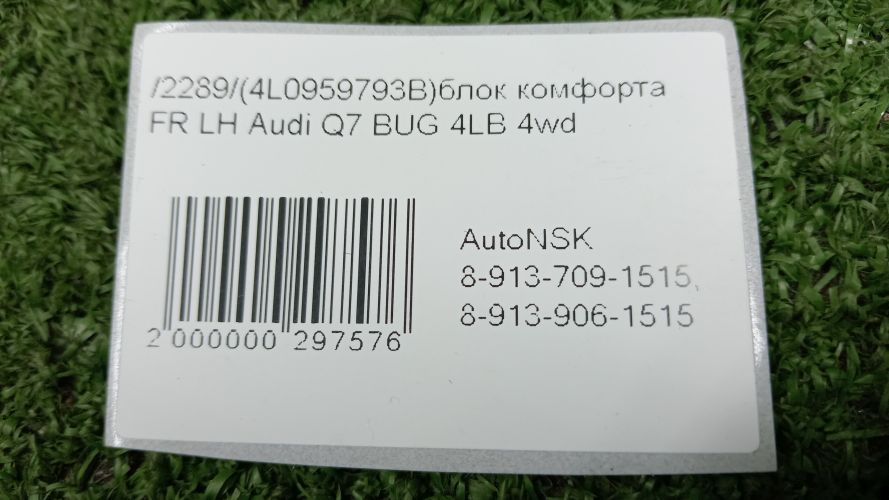 /2289/(4L0959793B)блок комфорта
FR LH Audi Q7 BUG 4LB 4wd
AutoNSK
8-913-709-1515,
8-913-906-1515
2 000000 297576